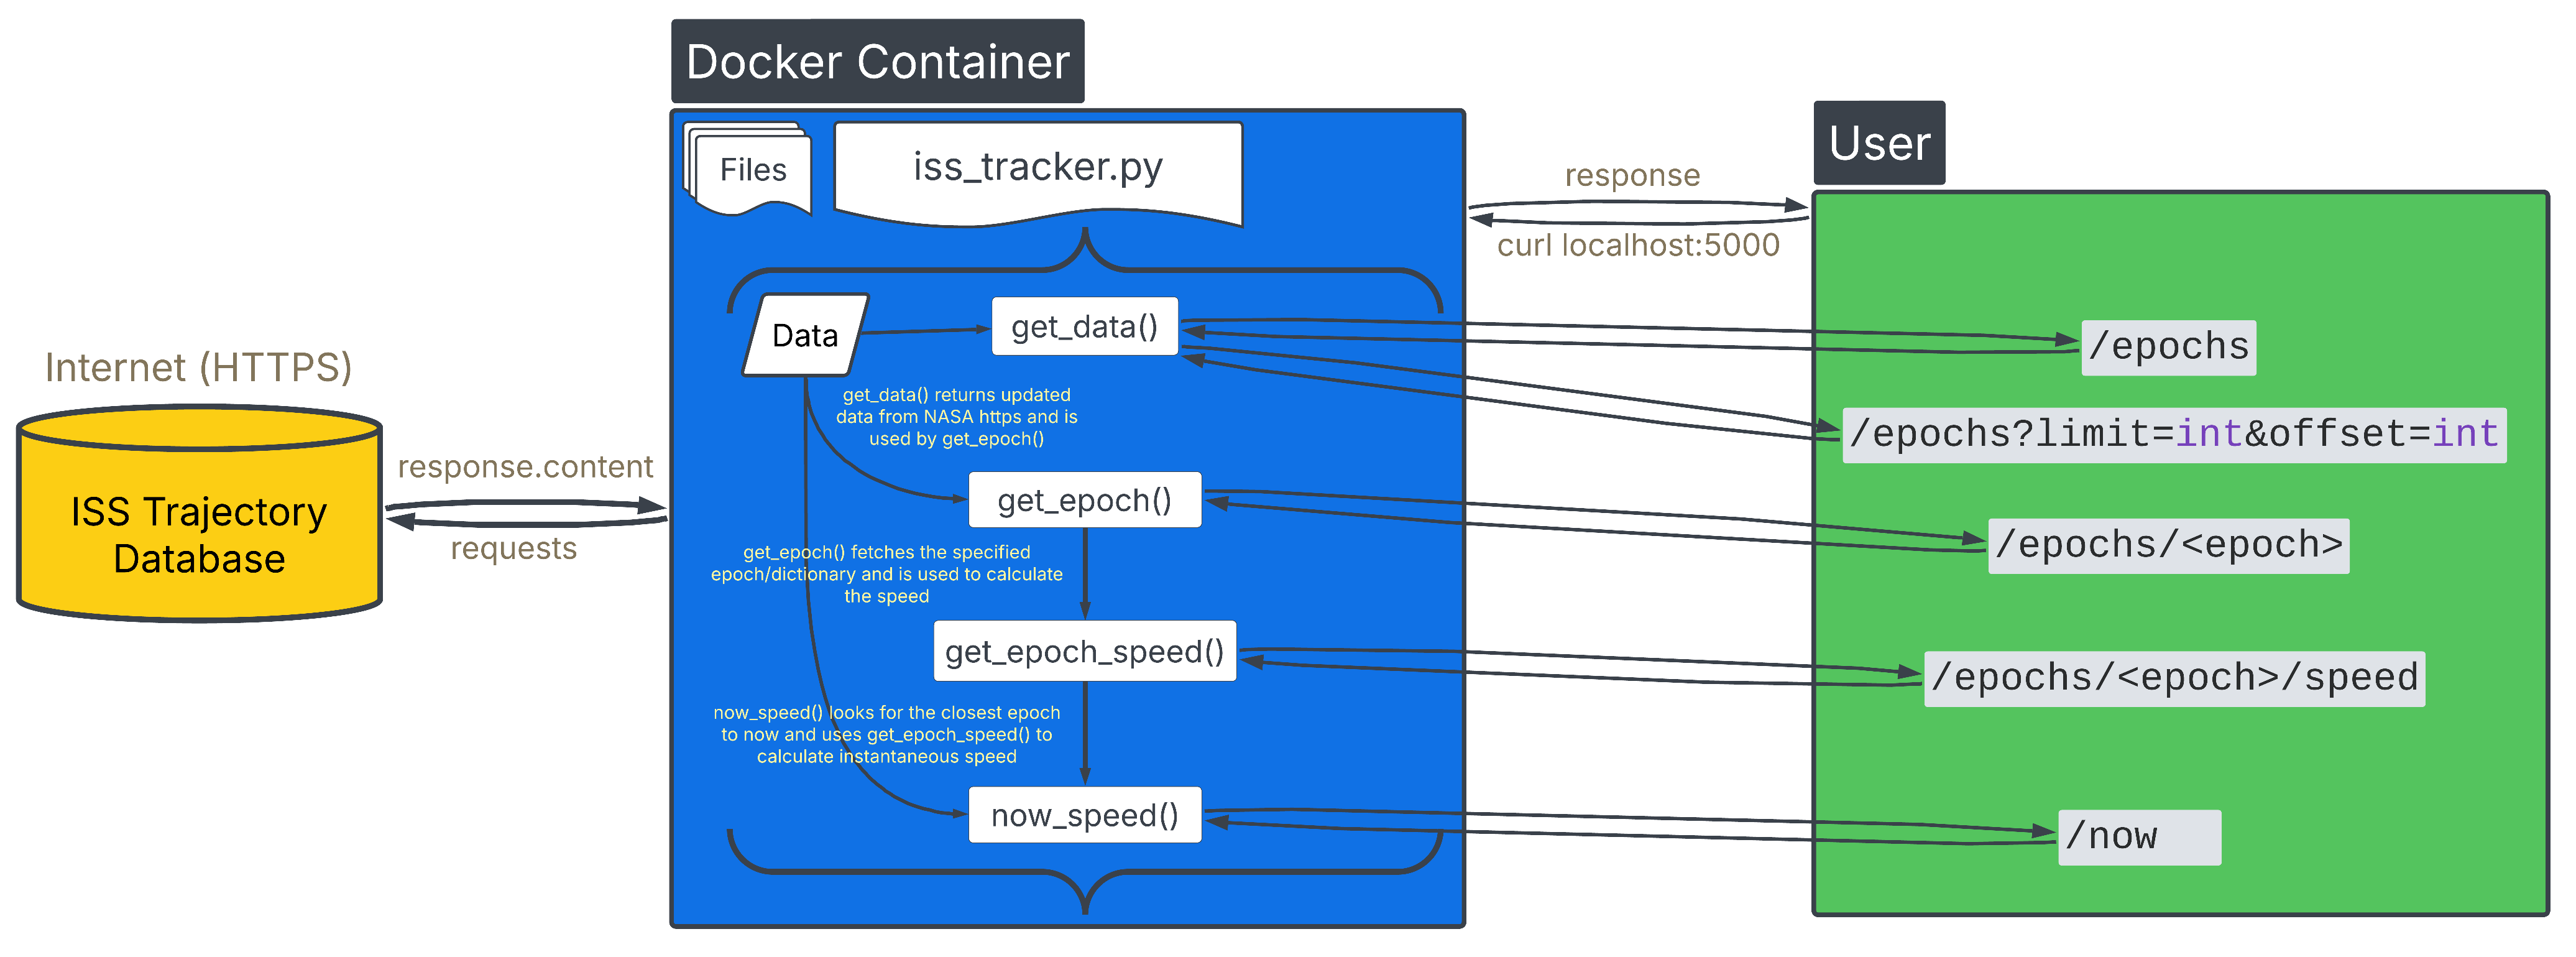 Docker Container
User
Files
iss_tracker.py
response
curl localhost:5000
Data
get_data()
/epochs
Internet (HTTPS)
get_data() returns updated
data from NASA https and is
used by get_epoch()
/epochs?limit=int&offset=int
response.content
ISS Trajectory
Database
requests
get_epoch()
/epochs/<epoch>
get_epoch() fetches the specified
epoch/dictionary and is used to calculate
the speed
get_epoch_speed()
/epochs/<epoch>/speed
now_speed() looks for the closest epoch
to now and uses get_epoch_speed() to
calculate instantaneous speed
now_speed()
/now